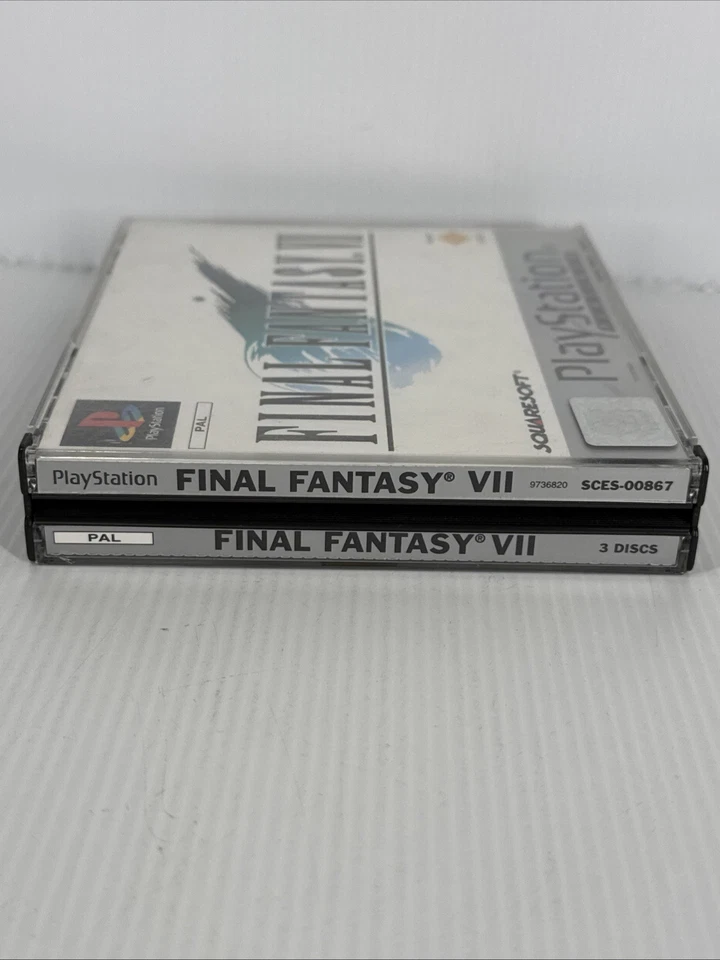 FINAL FANTASY VII
PlayStation
PlayStation
PAL
SQUARESOFT
PlayStation FINAL FANTASY® VII 9736820 SCES-00867
PAL FINAL FANTASY® VII 3 DISCS